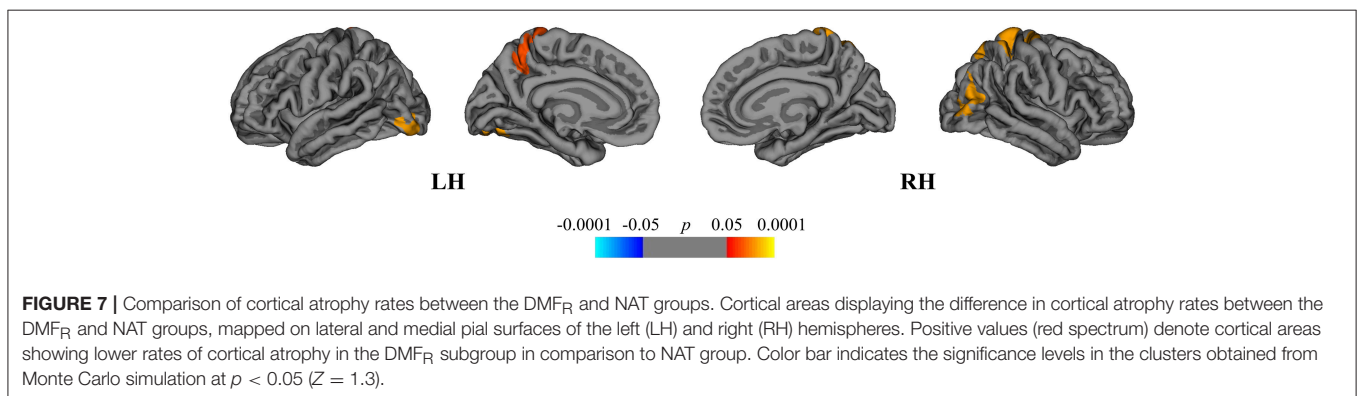 LH RH
-0.0001 -0.05 p 0.05 0.0001
FIGURE 7 | Comparison of cortical atrophy rates between the DMFR and NAT groups. Cortical areas displaying the difference in cortical atrophy rates between the
DMFR and NAT groups, mapped on lateral and medial pial surfaces of the left (LH) and right (RH) hemispheres. Positive values (red spectrum) denote cortical areas
showing lower rates of cortical atrophy in the DMFR subgroup in comparison to NAT group. Color bar indicates the significance levels in the clusters obtained from
Monte Carlo simulation at p < 0.05 (Z = 1.3).